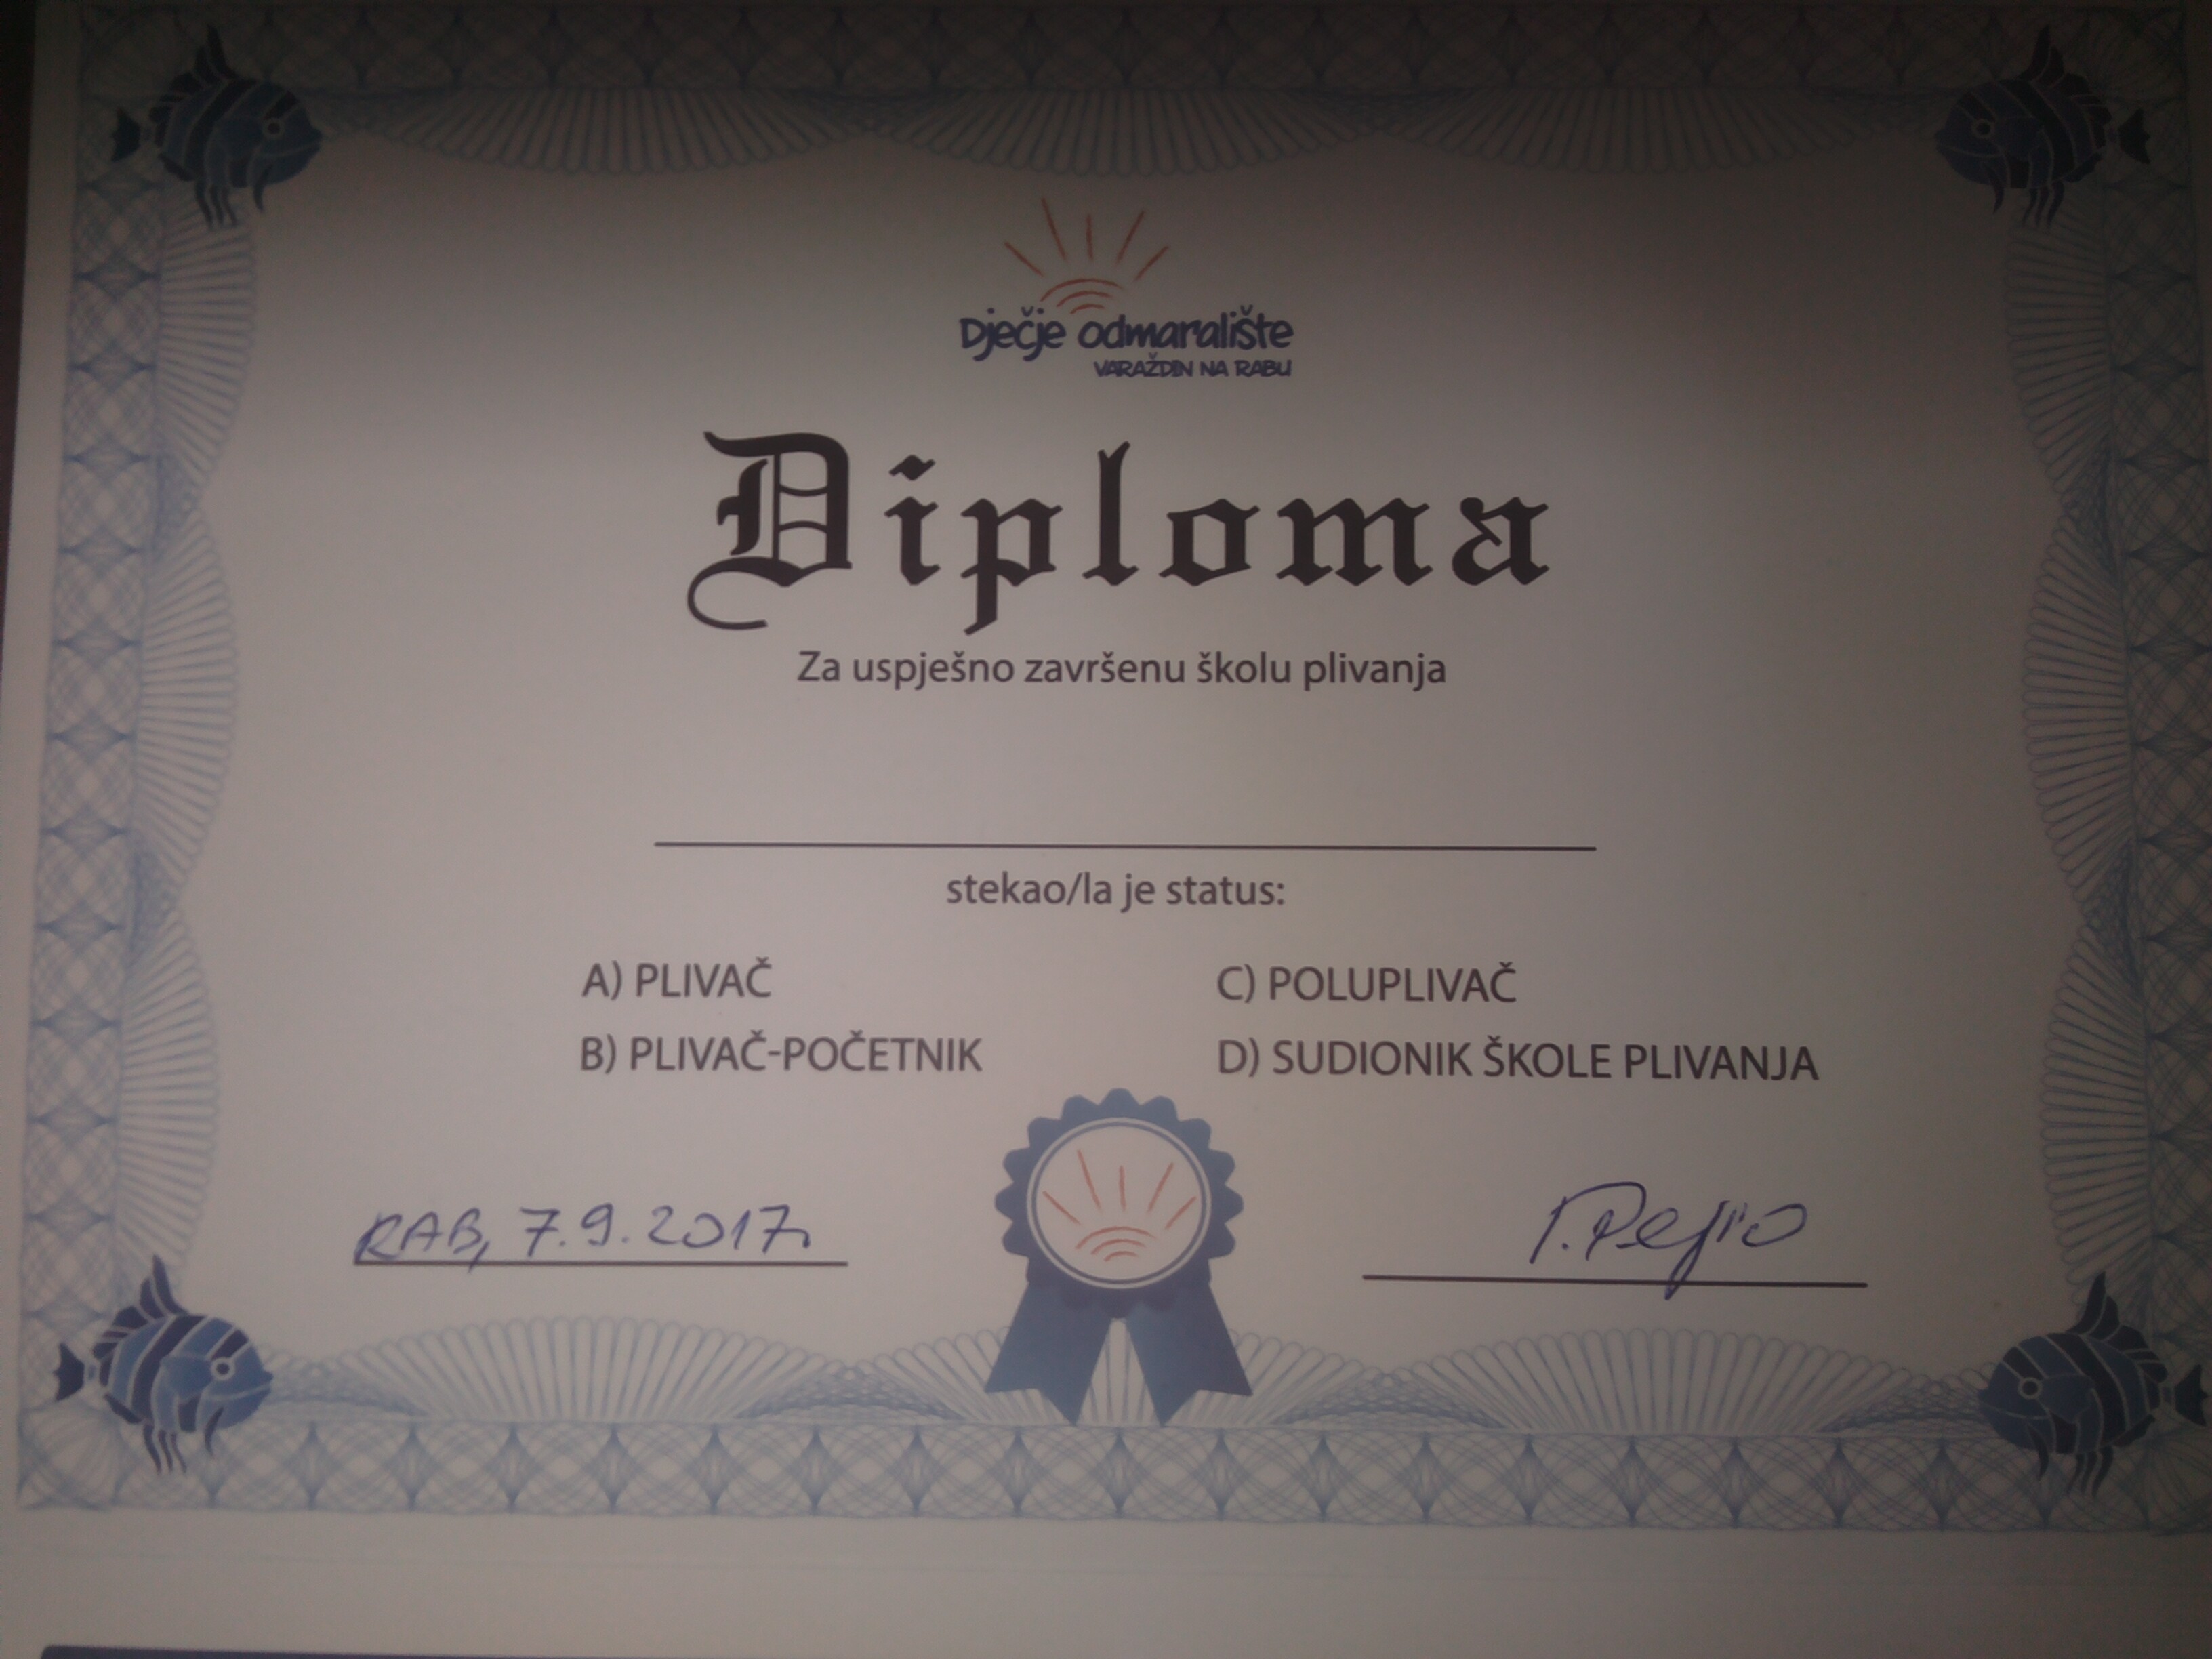 Dječje odmaralište
VARAŽDIN NA RABU
Diploma
Za uspješno završenu školu plivanja
stekao/la je status:
A) PLIVAČ
B) PLIVAČ-POČETNIK
C) POLUPLIVAČ
D) SUDIONIK ŠKOLE PLIVANJA
RAB, 7.9.2017.